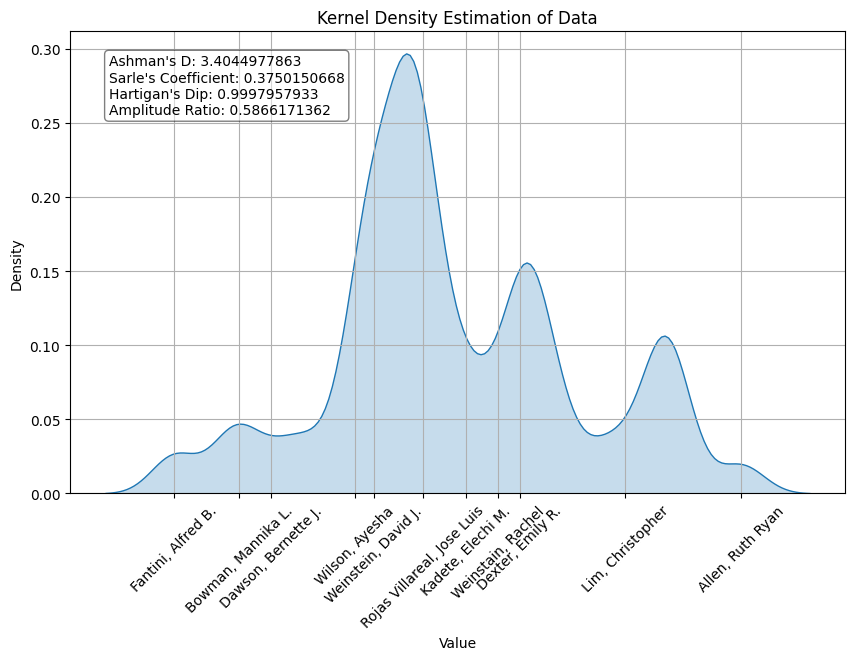 Kernel Density Estimation of Data
Ashman's D: 3.4044977863
Sarle's Coefficient: 0.3750150668
Hartigan's Dip: 0.9997957933
Amplitude Ratio: 0.5866171362
Density
0.30
0.25
0.20
0.15
0.10
0.05
0.00
Fantini, Alfred B.
Bowman, Mannika L.
Dawson, Bernette J.
Wilson, Ayesha
Weinstein, David J.
Rojas Villareal, Jose Luis
Kadete, Elechi M.
Weinstain, Rachel
Dexter, Emily R.
Lim, Christopher
Allen, Ruth Ryan
Value